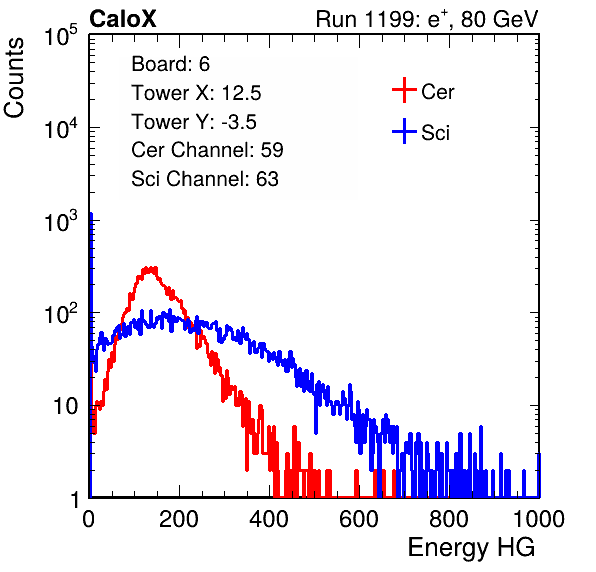 CaloX Run 1199: e⁺, 80 GeV
Counts
10⁵
10⁴
10³
10²
10
1
Board: 6
Tower X: 12.5
Tower Y: -3.5
Cer Channel: 59
Sci Channel: 63
Cer
Sci
0 200 400 600 800 1000
Energy HG